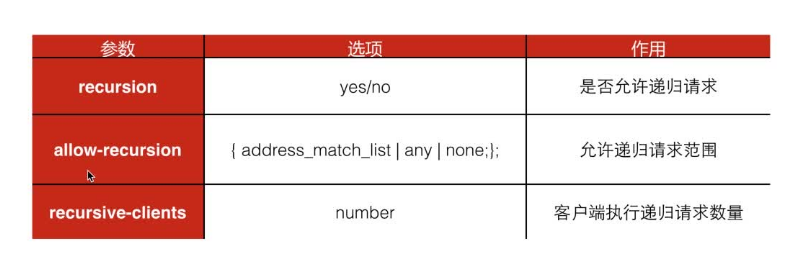 参数 选项 作用
recursion yes/no 是否允许递归请求
allow-recursion { address_match_list | any | none;}; 允许递归请求范围
recursive-clients number 客户端执行递归请求数量